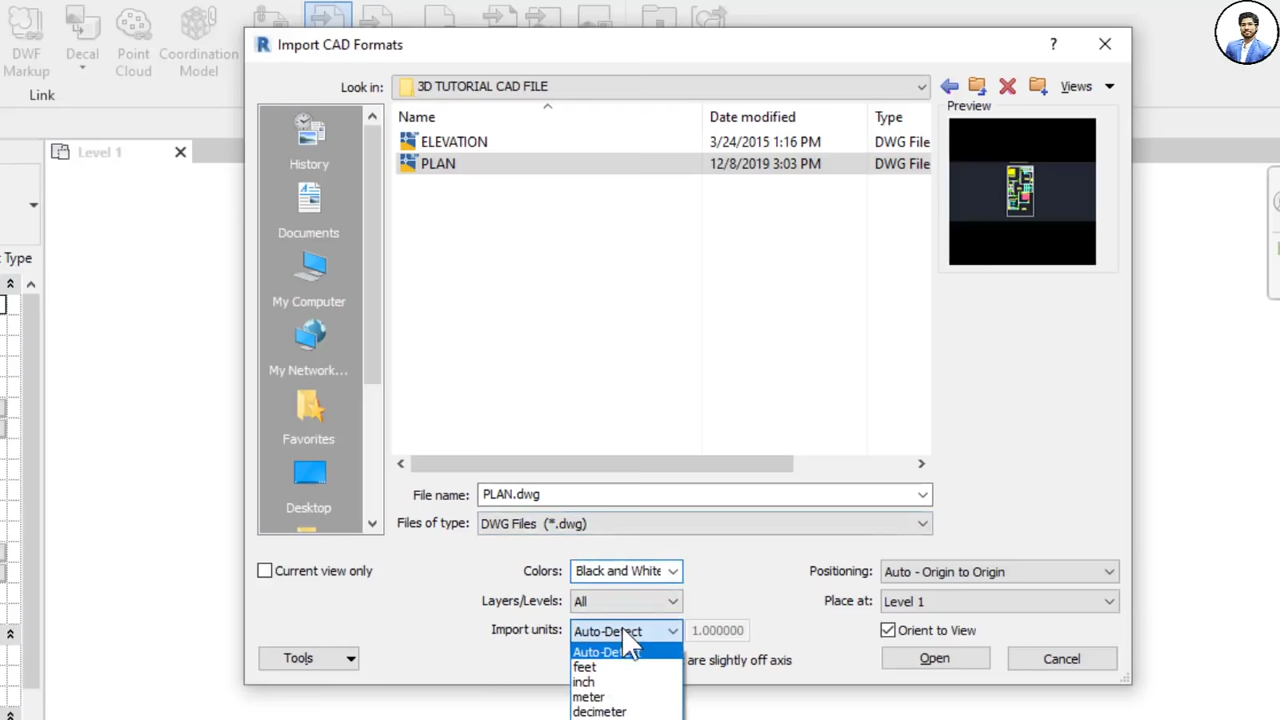 DWF Markup
Decal
Point Cloud
Coordination Model
Link
Import CAD Formats
?
Look in:
3D TUTORIAL CAD FILE
Views
Preview
Level 1
Name
Date modified
Type
ELEVATION
3/24/2015 1:16 PM
DWG File
PLAN
12/8/2019 3:03 PM
DWG File
History
Documents
My Computer
My Network...
Favorites
Desktop
t Type
File name:
PLAN.dwg
Files of type:
DWG Files (*.dwg)
Current view only
Colors:
Black and White
Positioning:
Auto - Origin to Origin
Layers/Levels:
All
Place at:
Level 1
Import units:
Auto-Detect
1.000000
Orient to View
Tools
Auto-Detect
are slightly off axis
Open
Cancel
feet
inch
meter
decimeter